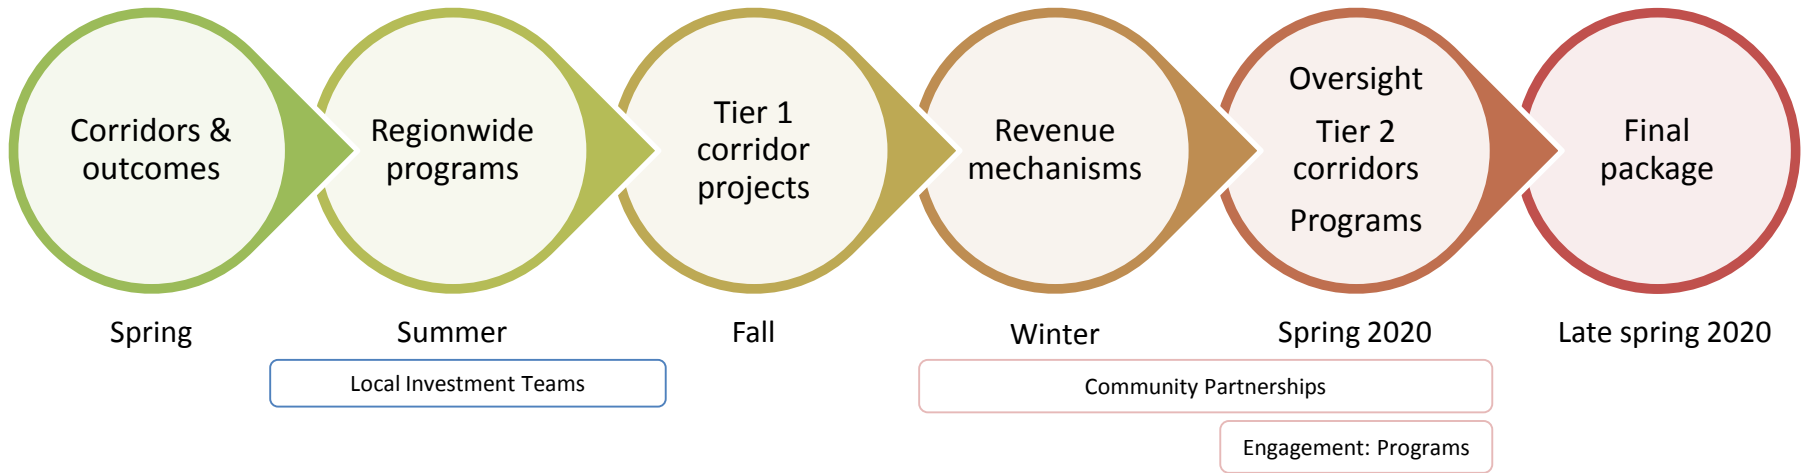 Corridors &
outcomes
Regionwide
programs
Tier 1
corridor
projects
Revenue
mechanisms
Oversight
Tier 2
corridors
Programs
Final
package
Spring
Summer
Fall
Winter
Spring 2020
Late spring 2020
Local Investment Teams
Community Partnerships
Engagement: Programs